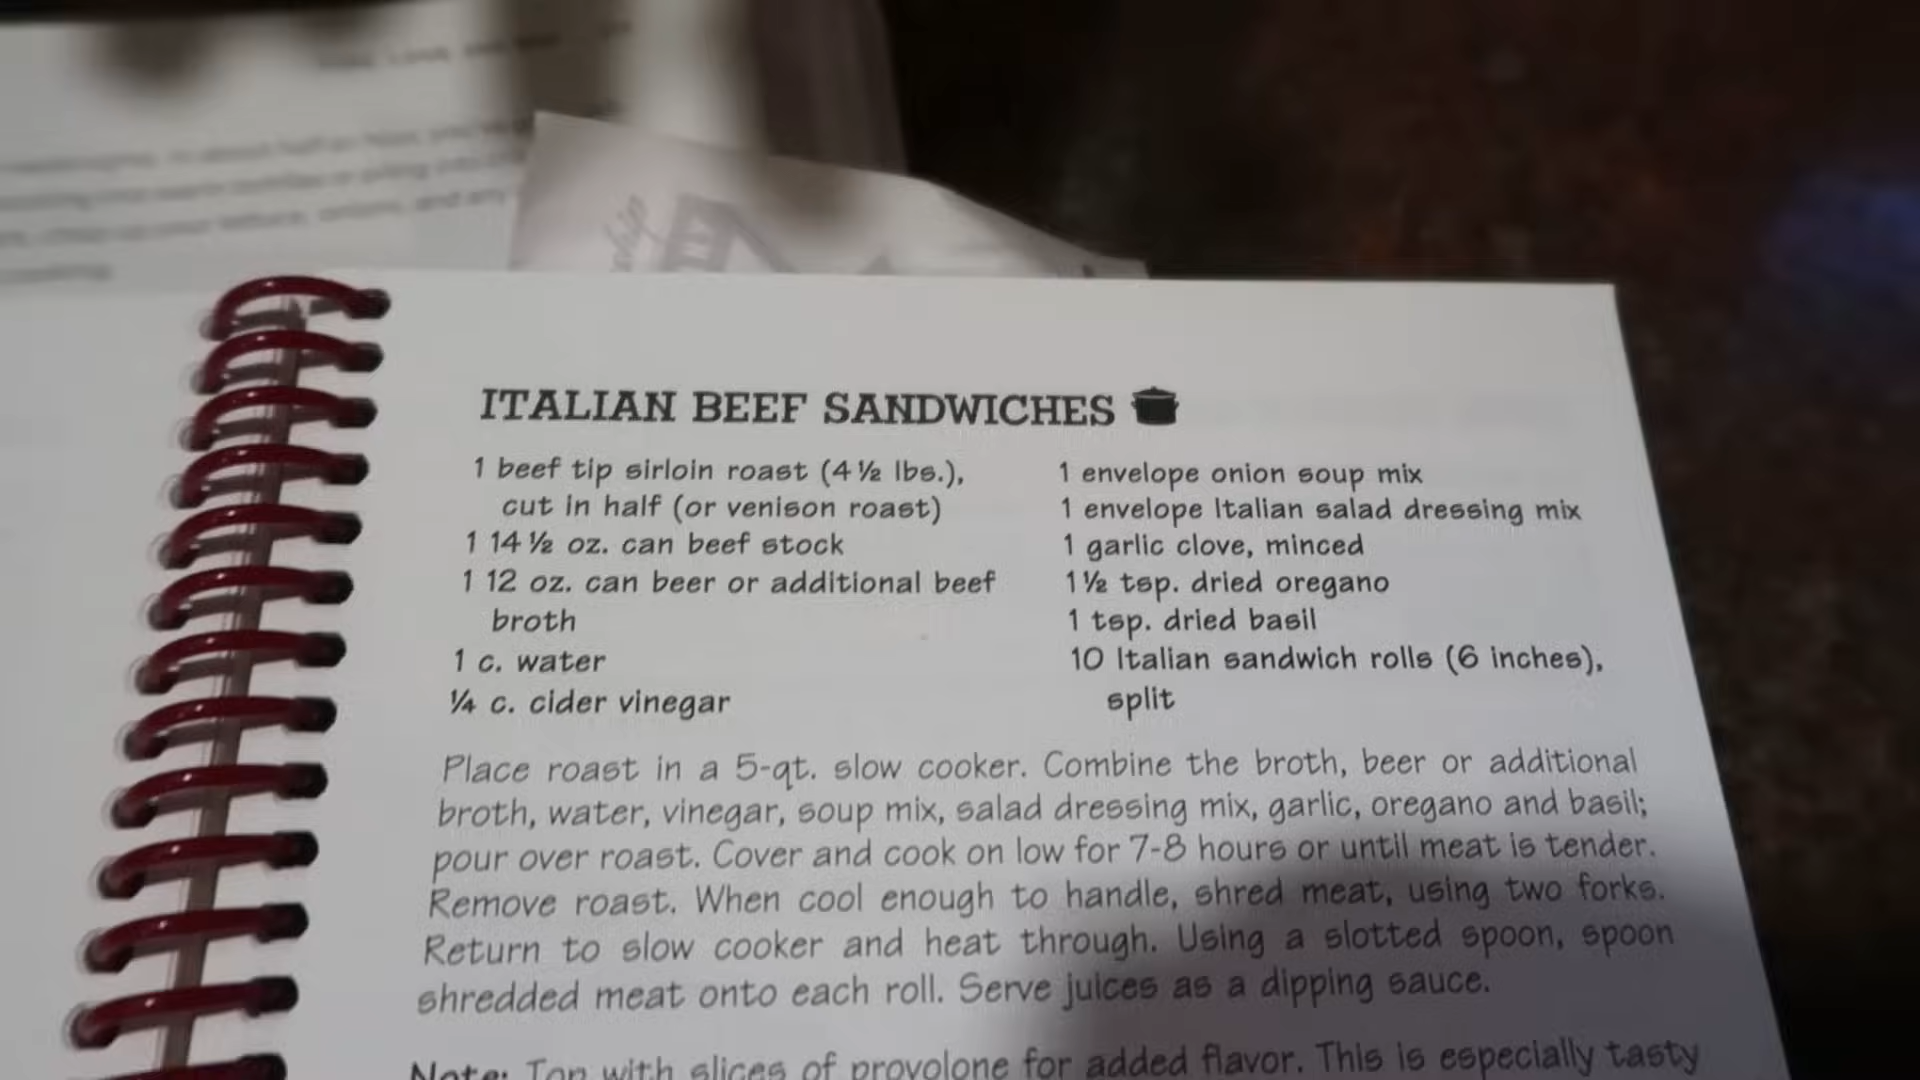 ITALIAN BEEF SANDWICHES
1 beef tip sirloin roast (4 ½ lbs.),
cut in half (or venison roast)
1 14 ½ oz. can beef stock
1 12 oz. can beer or additional beef
broth
1 c. water
¼ c. cider vinegar
1 envelope onion soup mix
1 envelope Italian salad dressing mix
1 garlic clove, minced
1 ½ tsp. dried oregano
1 tsp. dried basil
10 Italian sandwich rolls (6 inches),
split
Place roast in a 5-qt. slow cooker. Combine the broth, beer or additional
broth, water, vinegar, soup mix, salad dressing mix, garlic, oregano and basil;
pour over roast. Cover and cook on low for 7-8 hours or until meat is tender.
Remove roast. When cool enough to handle, shred meat, using two forks.
Return to slow cooker and heat through. Using a slotted spoon, spoon
shredded meat onto each roll. Serve juices as a dipping sauce.
Note: Top with slices of provolone for added flavor. This is especially tasty